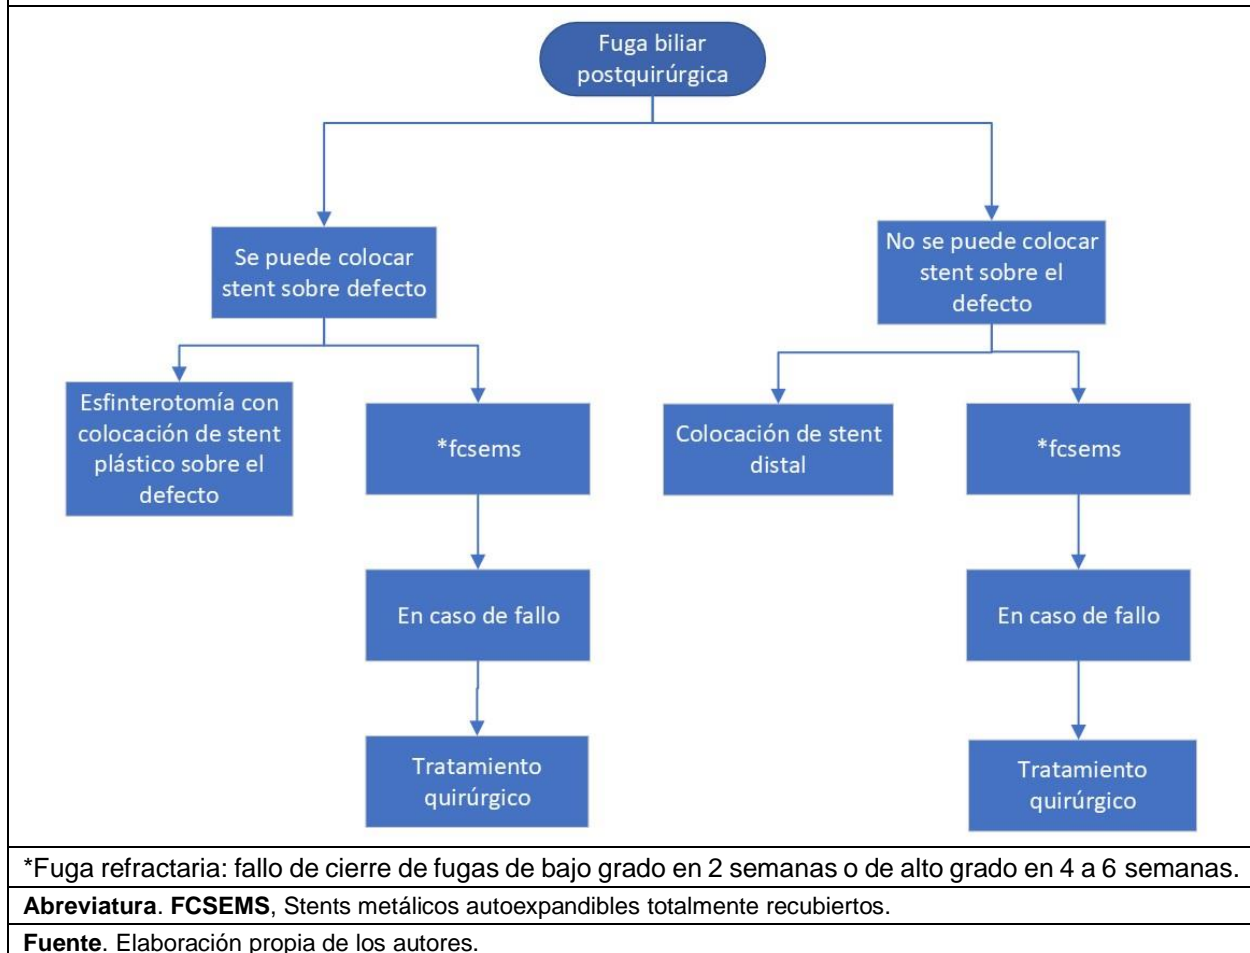 Fuga biliar
postquirúrgica
Se puede colocar
stent sobre defecto
No se puede colocar
stent sobre el
defecto
Esfinterotomía con
colocación de stent
plástico sobre el
defecto
*fcsems
Colocación de stent
distal
*fcsems
En caso de fallo
En caso de fallo
Tratamiento
quirúrgico
Tratamiento
quirúrgico
*Fuga refractaria: fallo de cierre de fugas de bajo grado en 2 semanas o de alto grado en 4 a 6 semanas.
Abreviatura. FCSEMS, Stents metálicos autoexpandibles totalmente recubiertos.
Fuente. Elaboración propia de los autores.